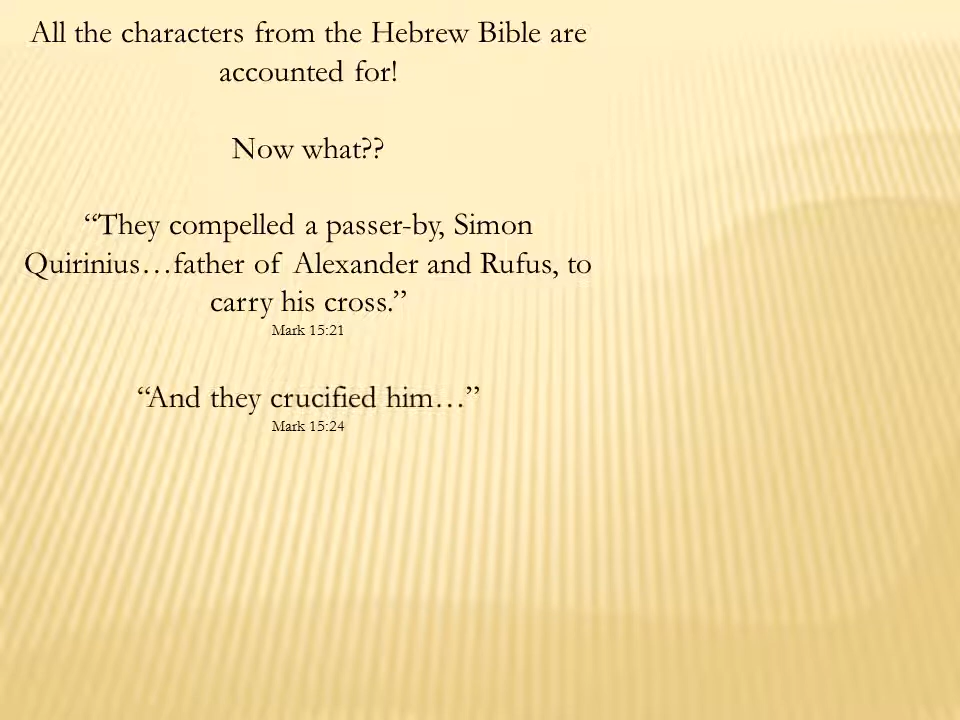 All the characters from the Hebrew Bible are
accounted for!
Now what??
“They compelled a passer-by, Simon
Quirinius…father of Alexander and Rufus, to
carry his cross.”
Mark 15:21
“And they crucified him…”
Mark 15:24